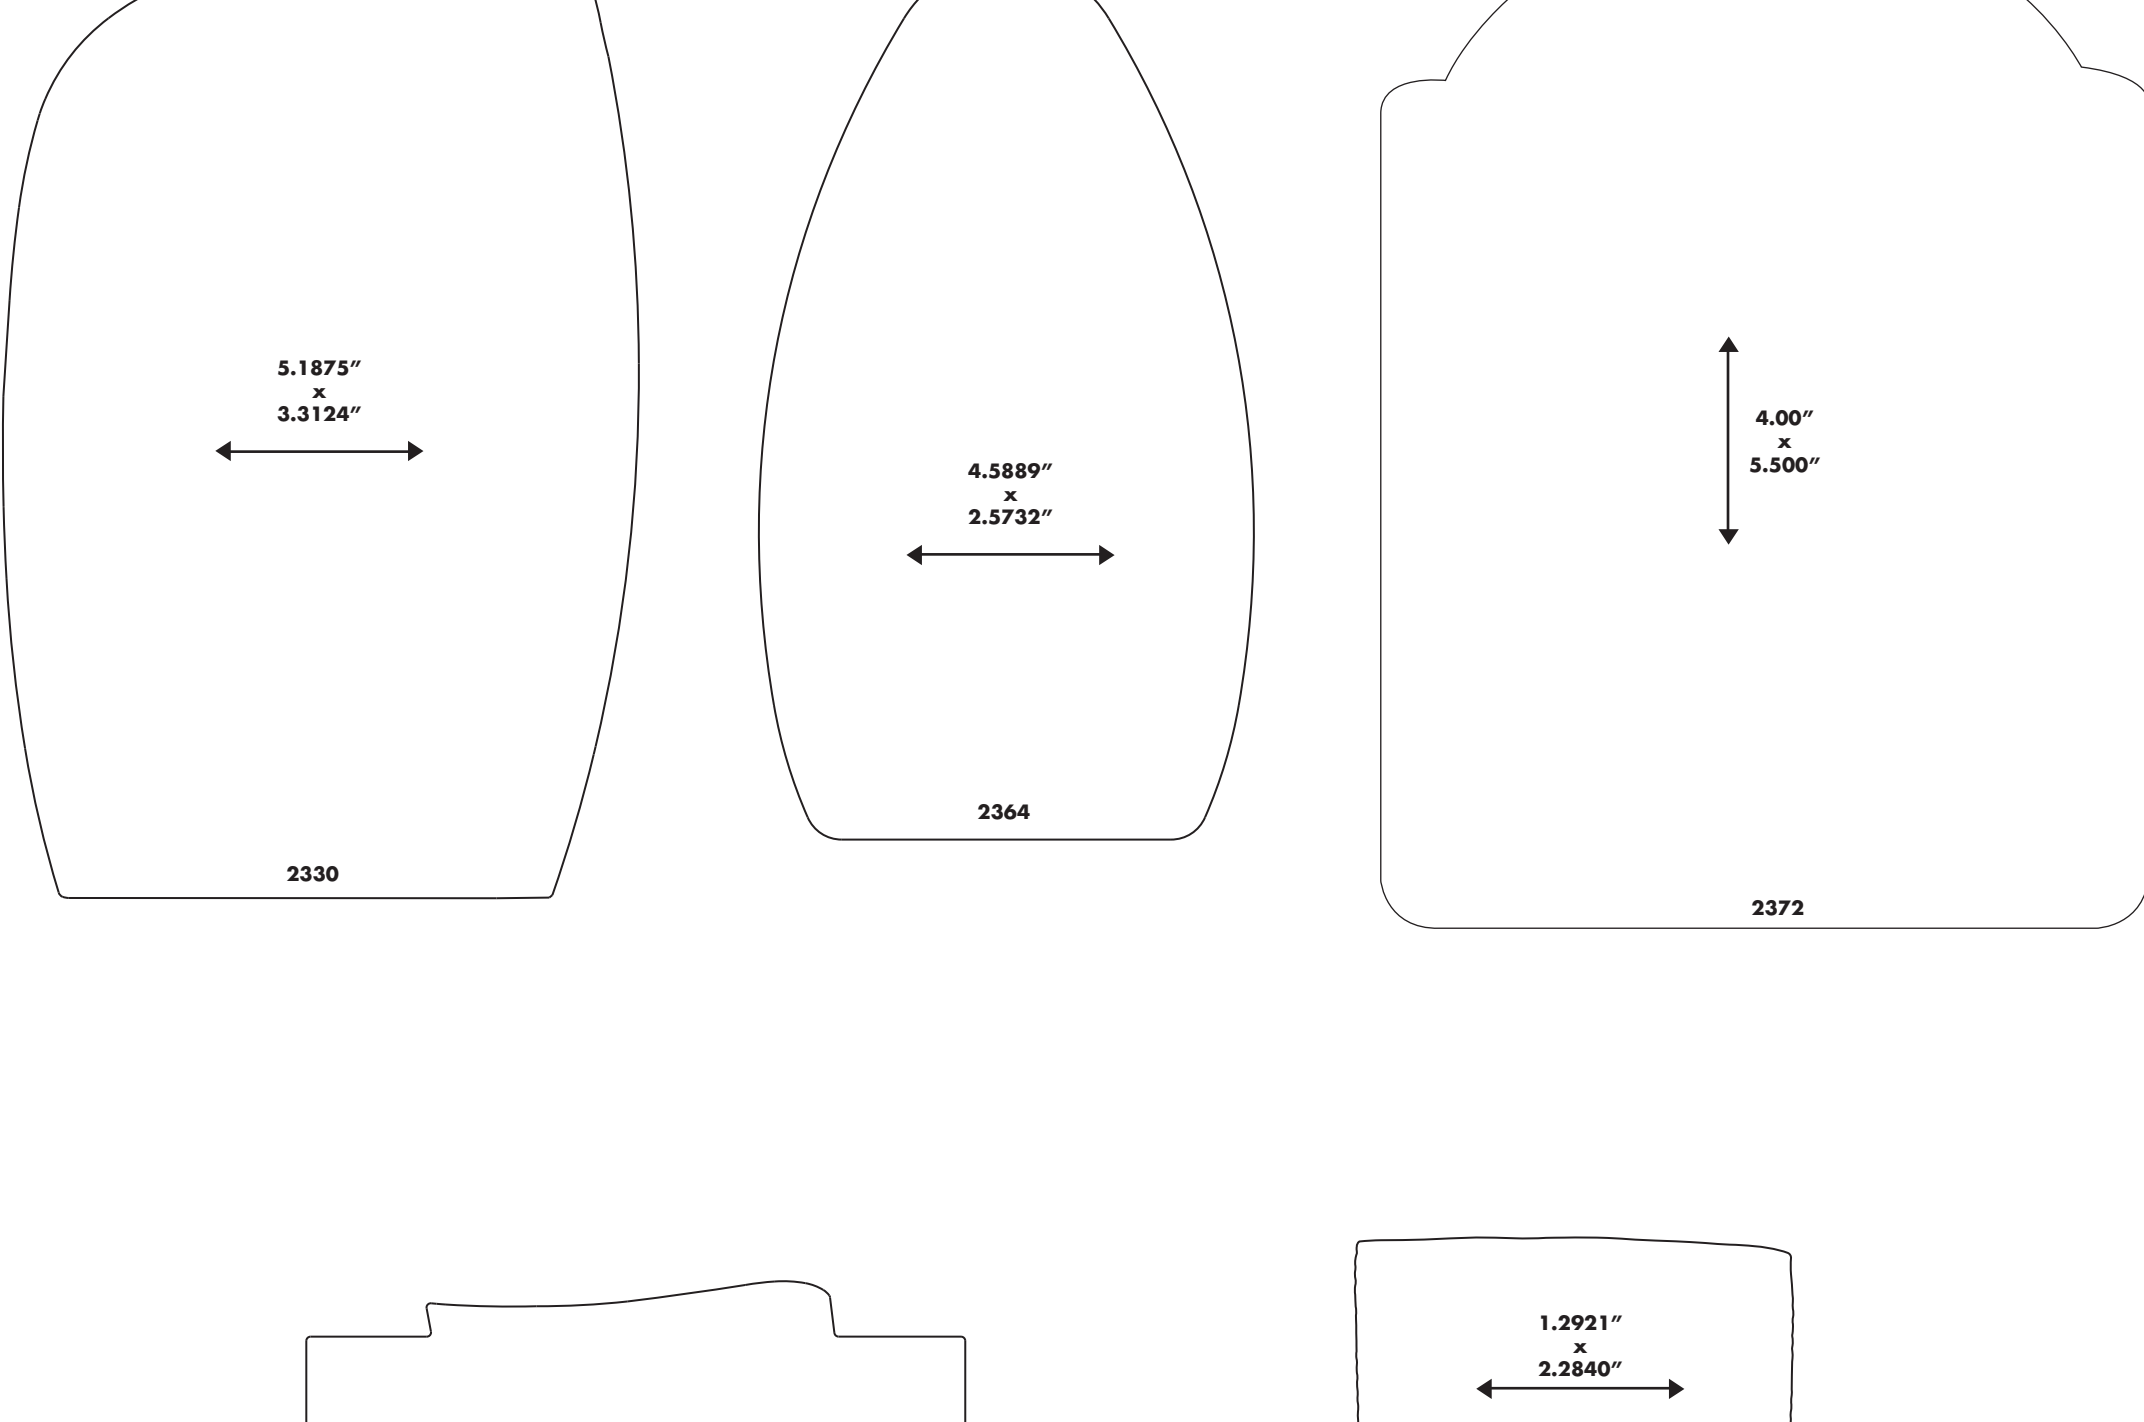 5.1875″
x
3.3124″
2330
4.5889″
x
2.5732″
2364
4.00″
x
5.500″
2372
1.2921″
x
2.2840″